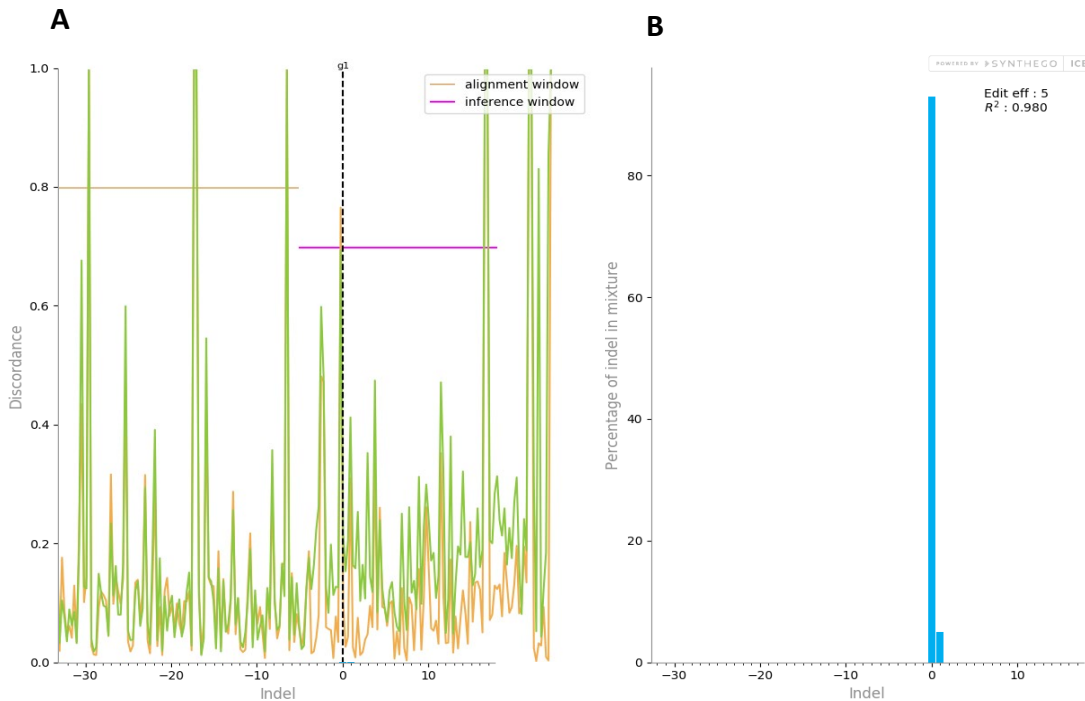 A
B
g1
alignment window
inference window
1.0
0.8
0.6
0.4
0.2
0.0
Discordance
−30
−20
−10
0
10
Indel
POWERED BY SYNTHEGO ICE
Edit eff : 5
R² : 0.980
80
60
40
20
0
Percentage of indel in mixture
−30
−20
−10
0
10
Indel